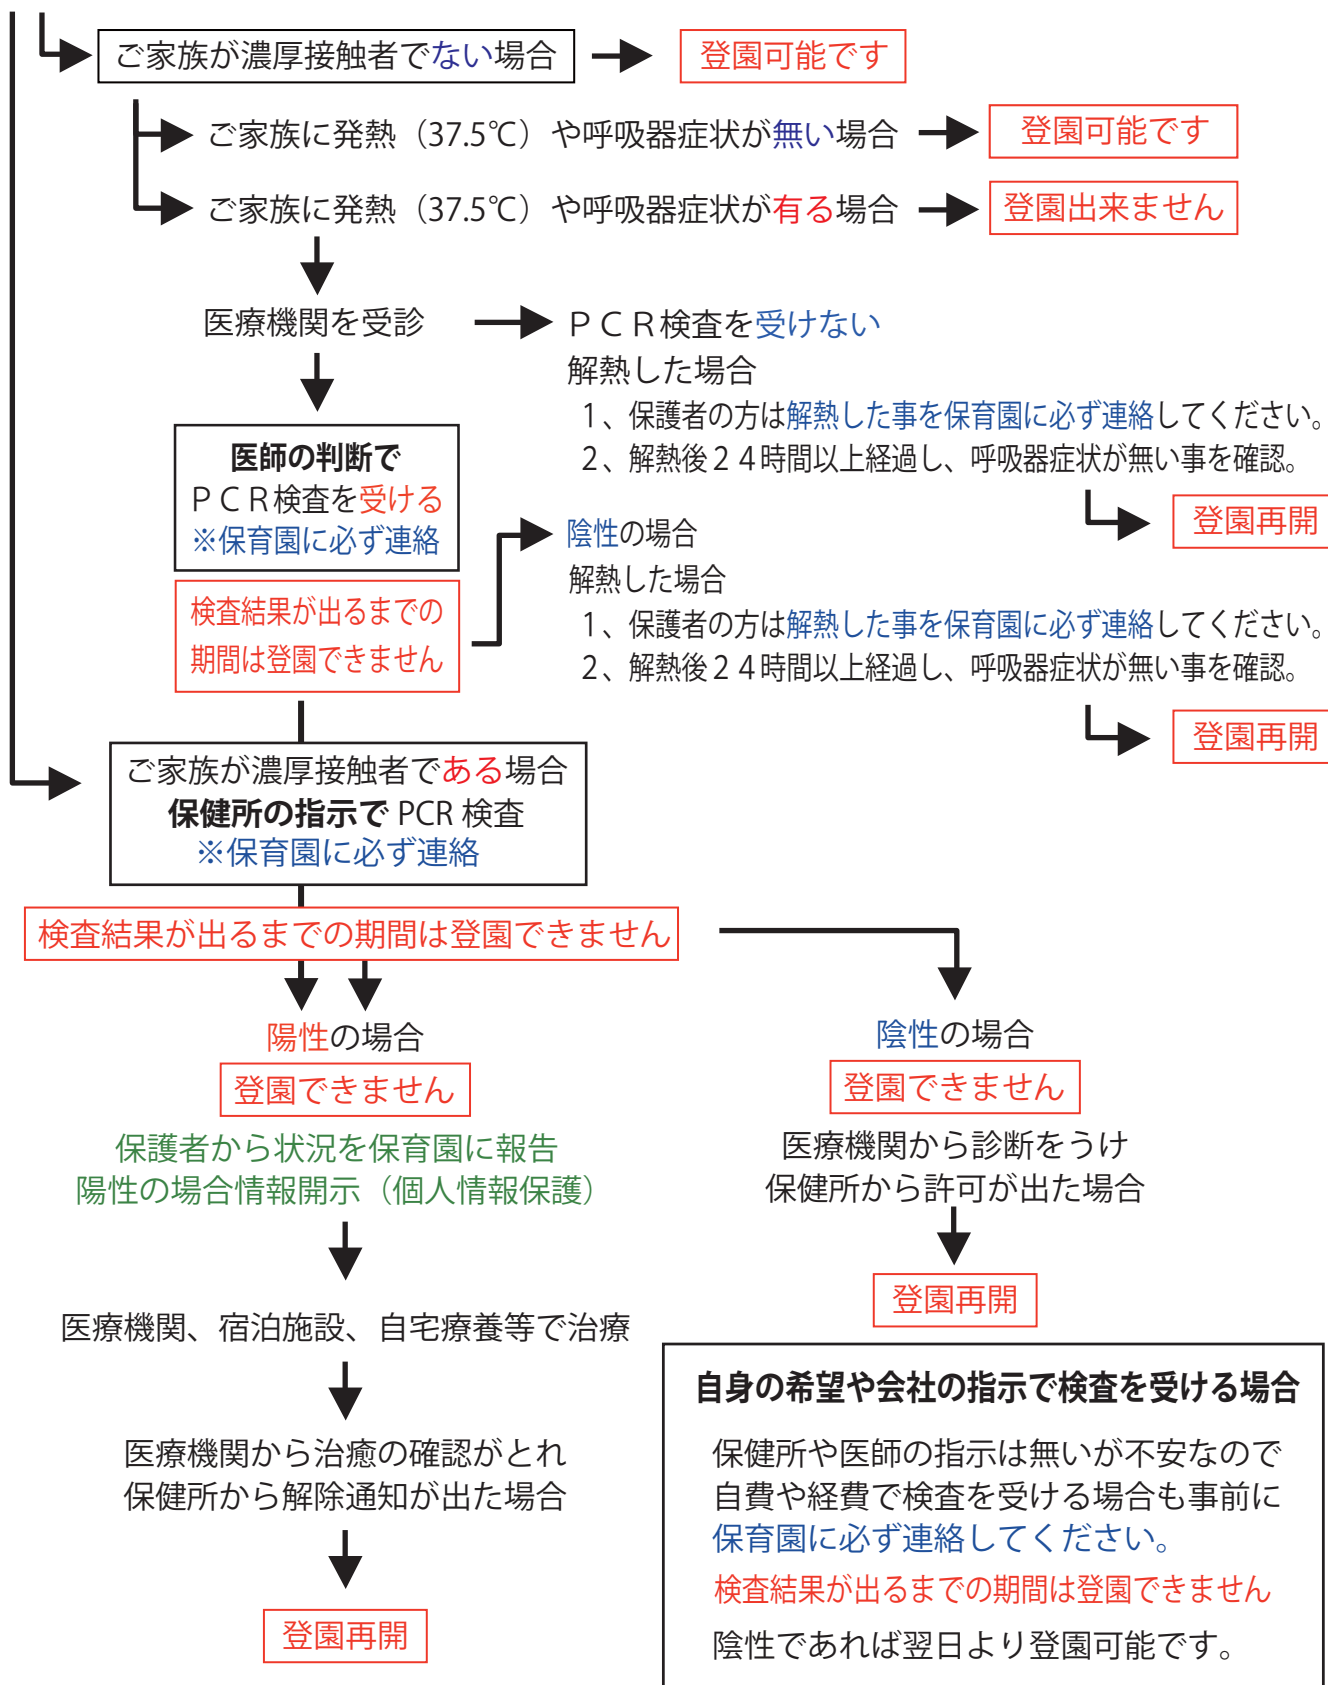 ご家族が濃厚接触者でない場合
登園可能です
ご家族に発熱（37.5℃）や呼吸器症状が無い場合
登園可能です
ご家族に発熱（37.5℃）や呼吸器症状が有る場合
登園出来ません
医療機関を受診
ＰＣＲ検査を受けない
解熱した場合
１、保護者の方は解熱した事を保育園に必ず連絡してください。
２、解熱後２４時間以上経過し、呼吸器症状が無い事を確認。
登園再開
医師の判断で
ＰＣＲ検査を受ける
※保育園に必ず連絡
検査結果が出るまでの
期間は登園できません
陰性の場合
解熱した場合
１、保護者の方は解熱した事を保育園に必ず連絡してください。
２、解熱後２４時間以上経過し、呼吸器症状が無い事を確認。
登園再開
ご家族が濃厚接触者である場合
保健所の指示で PCR 検査
※保育園に必ず連絡
検査結果が出るまでの期間は登園できません
陽性の場合
登園できません
保護者から状況を保育園に報告
陽性の場合情報開示（個人情報保護）
医療機関、宿泊施設、自宅療養等で治療
医療機関から治癒の確認がとれ
保健所から解除通知が出た場合
登園再開
陰性の場合
登園できません
医療機関から診断をうけ
保健所から許可が出た場合
登園再開
自身の希望や会社の指示で検査を受ける場合
保健所や医師の指示は無いが不安なので
自費や経費で検査を受ける場合も事前に
保育園に必ず連絡してください。
検査結果が出るまでの期間は登園できません
陰性であれば翌日より登園可能です。